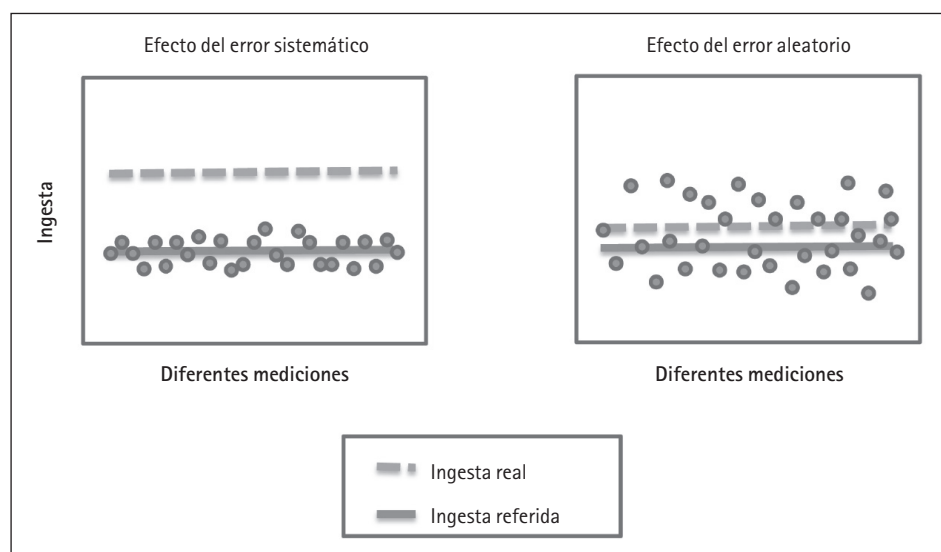 Efecto del error sistemático
Efecto del error aleatorio
Ingesta
Diferentes mediciones
Diferentes mediciones
Ingesta real
Ingesta referida